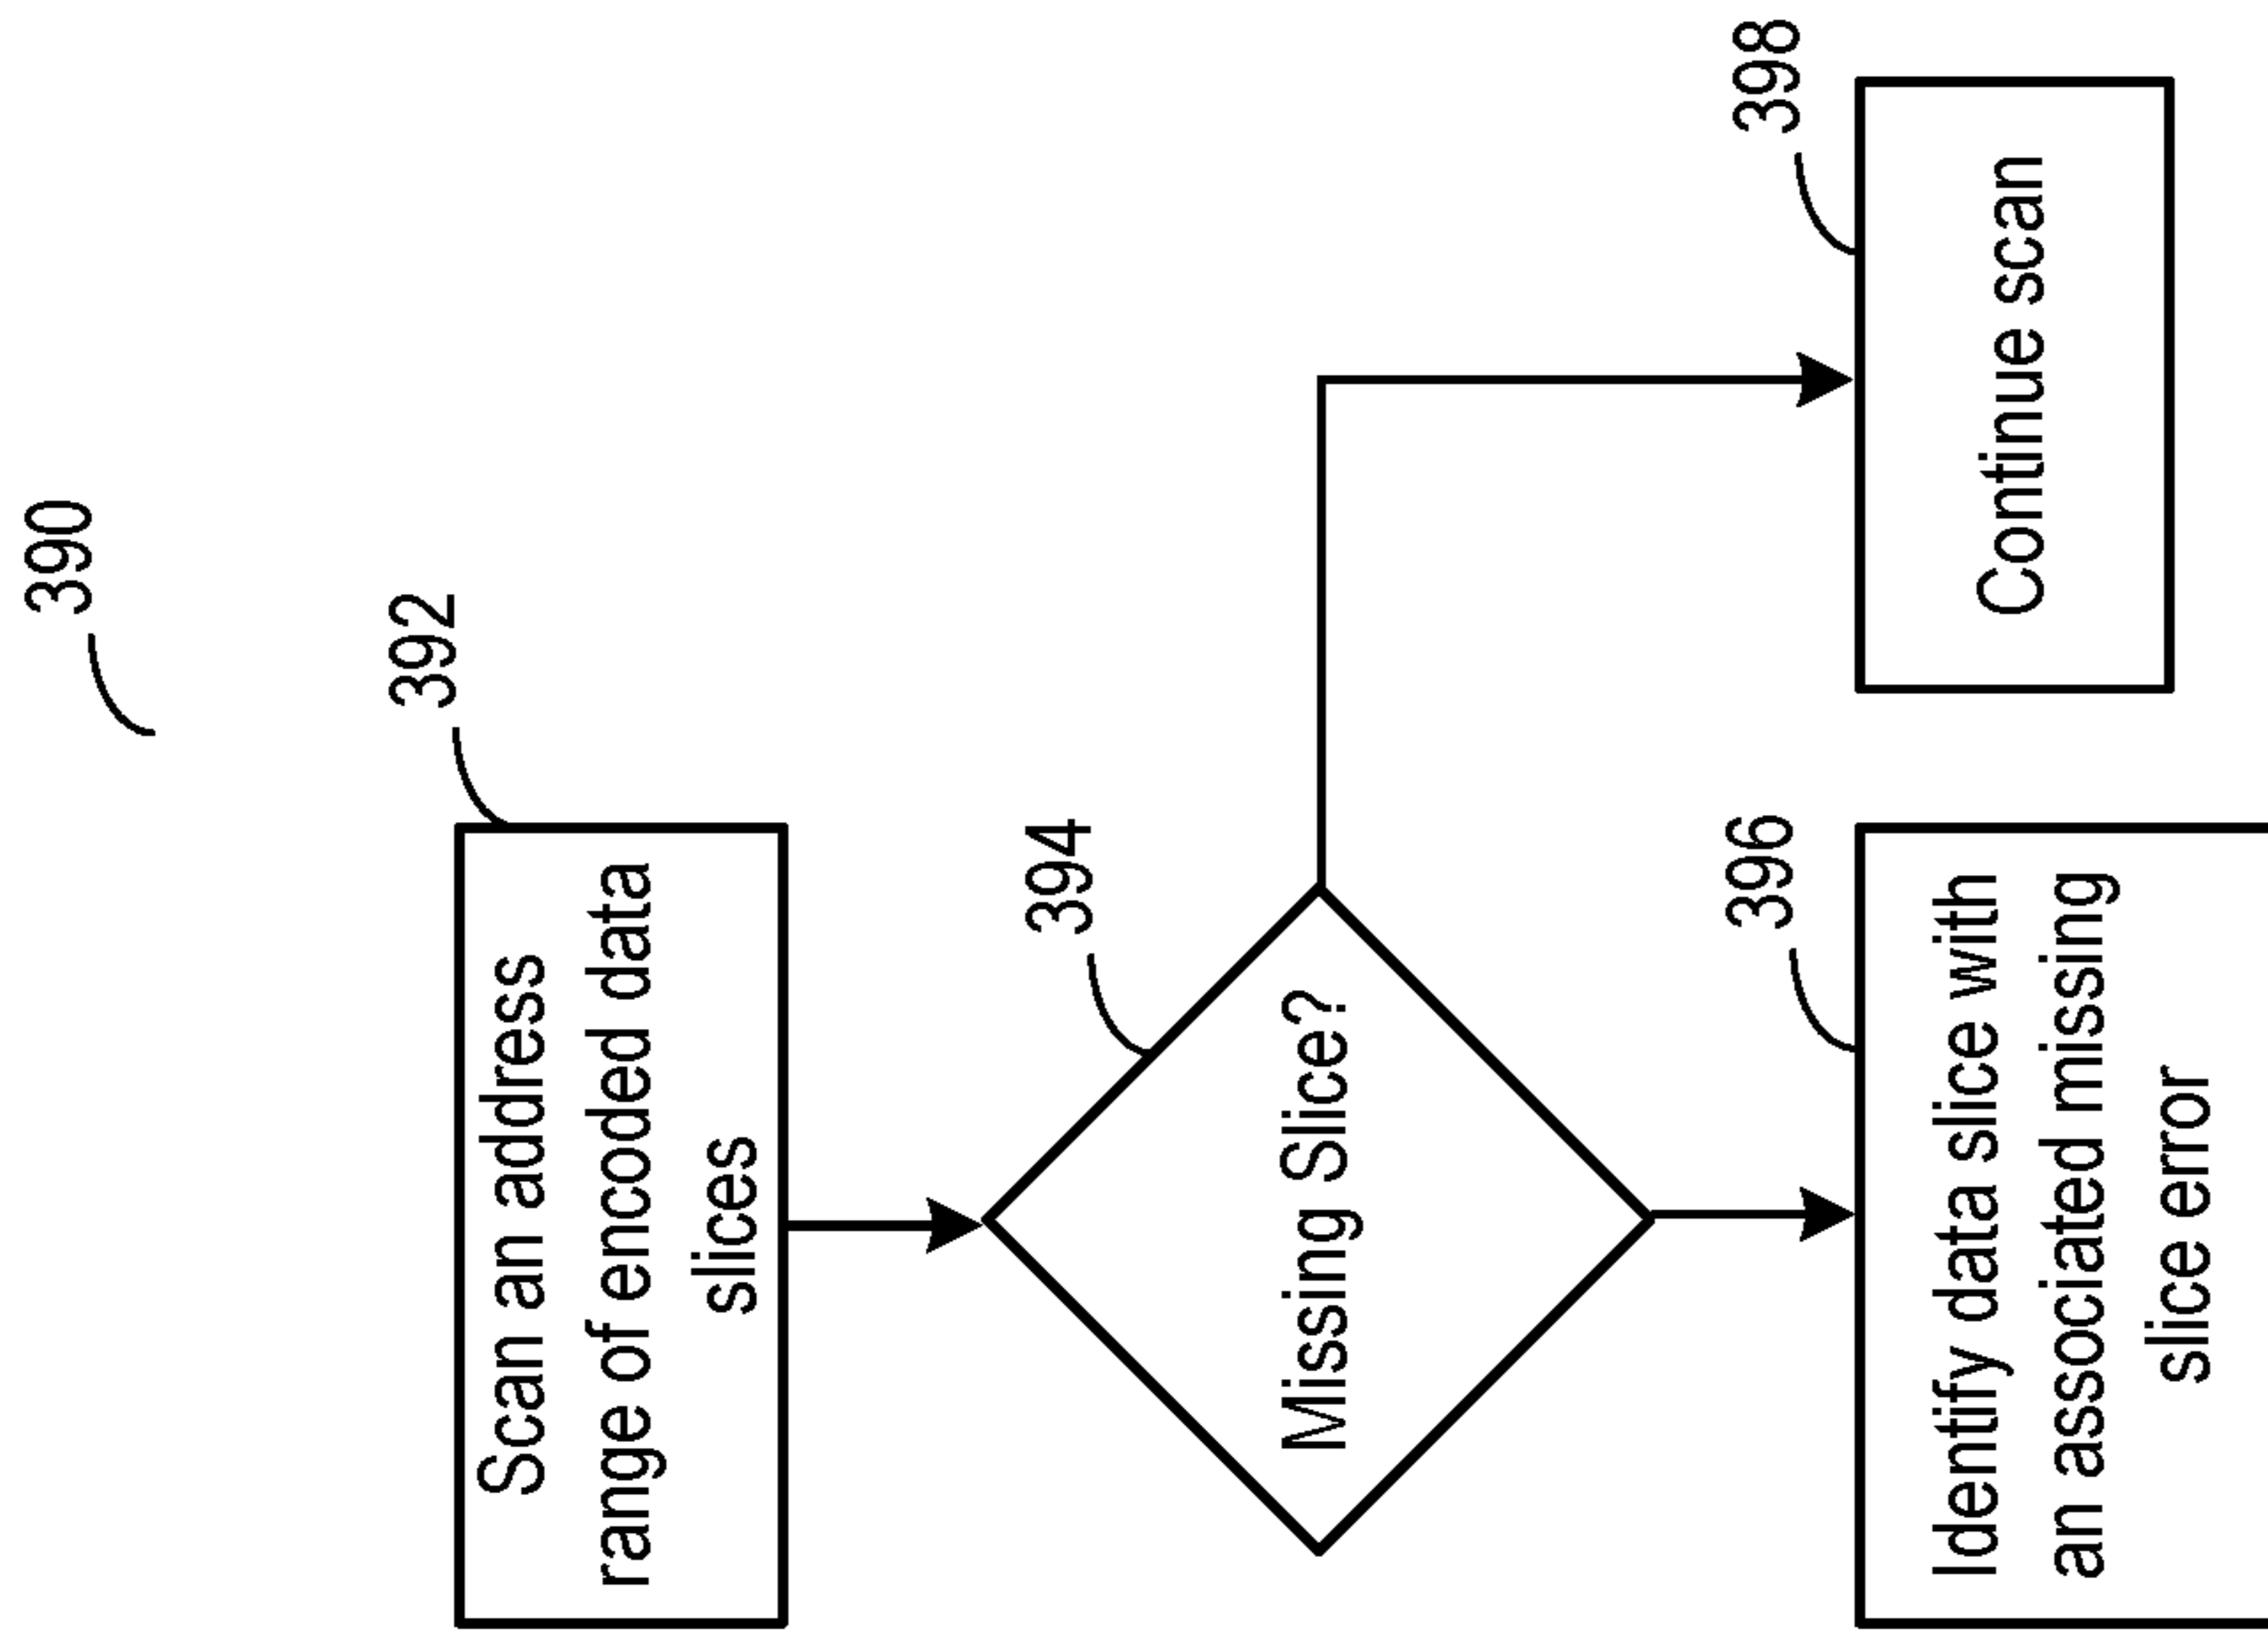 390
392
Scan an address
range of encoded data
slices
394
Missing Slice?
396
Identify data slice with
an associated missing
slice error
398
Continue scan